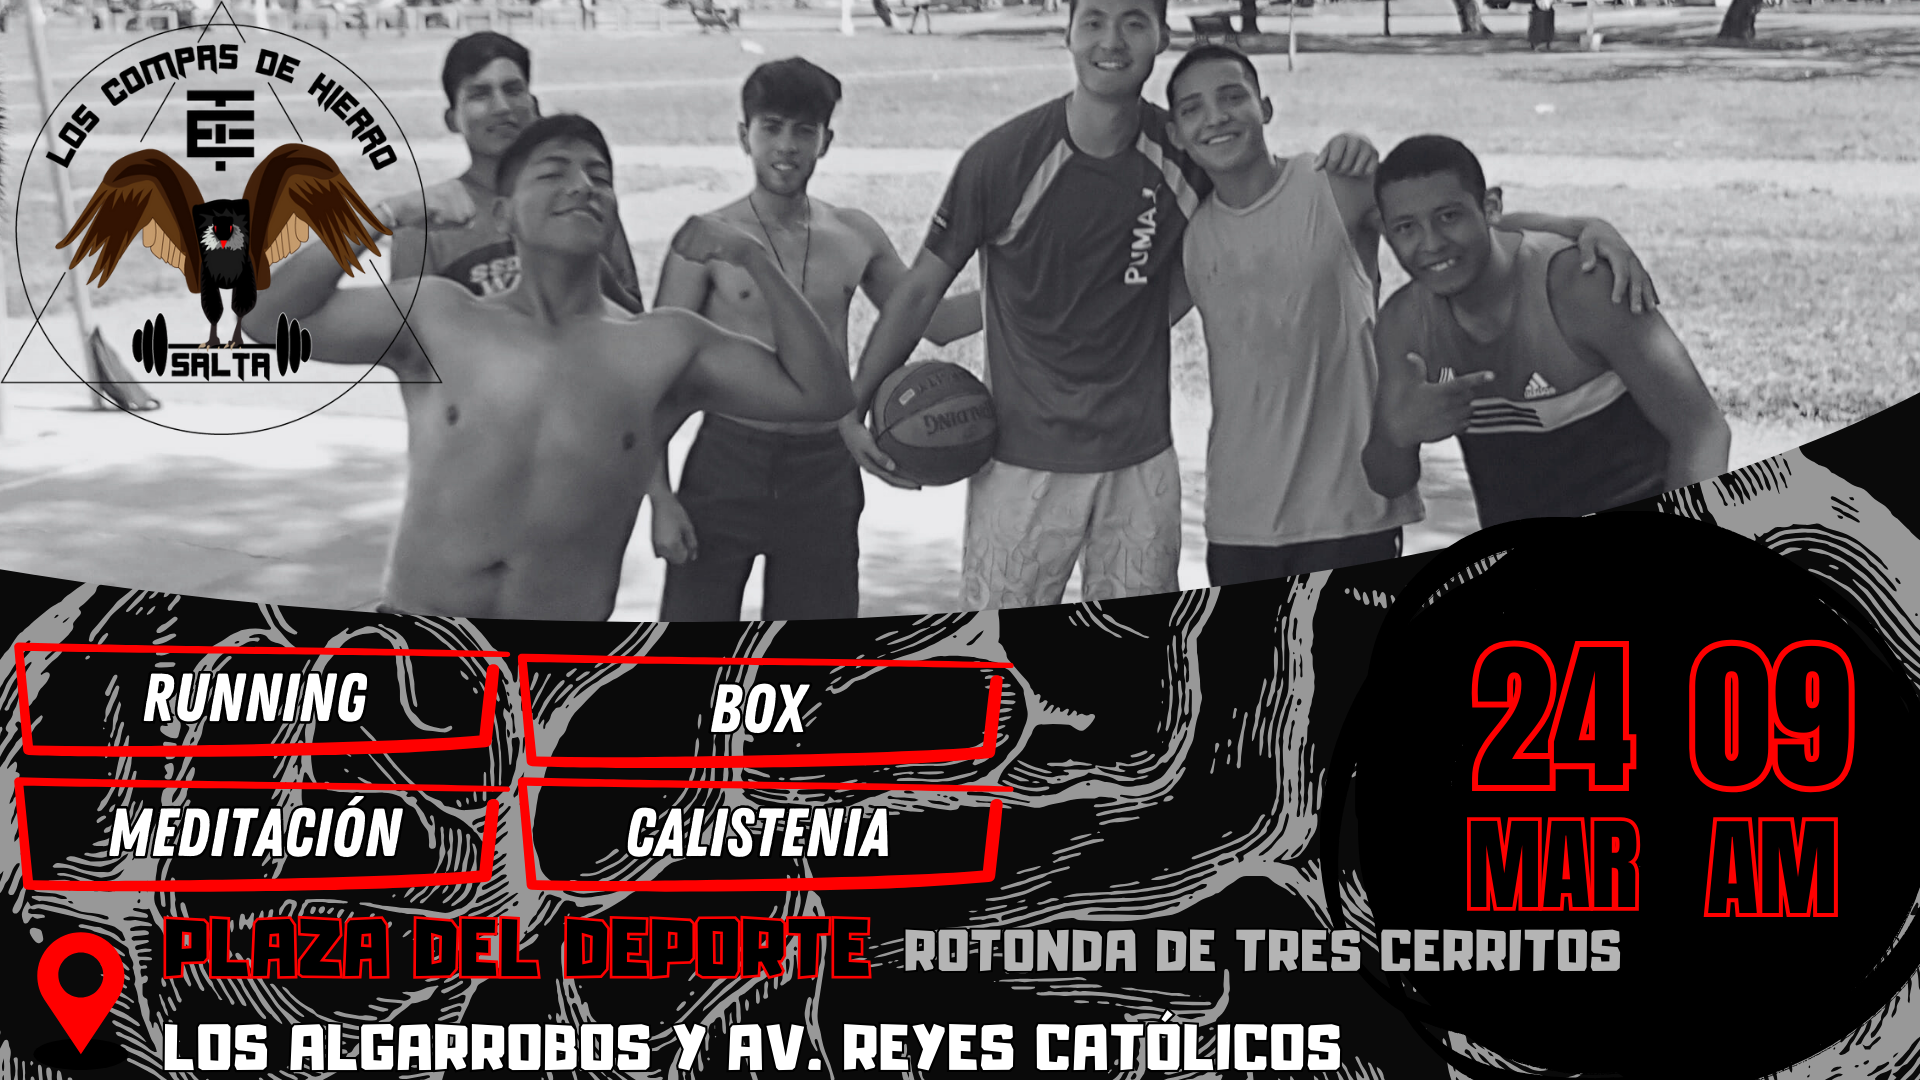 LOS COMPAS DE HIERRO
SALTA
PUMA
adidas
RUNNING
BOX
MEDITACIÓN
CALISTENIA
24 09
MAR AM
PLAZA DEL DEPORTE ROTONDA DE TRES CERRITOS
LOS ALGARROBOS Y AV. REYES CATÓLICOS